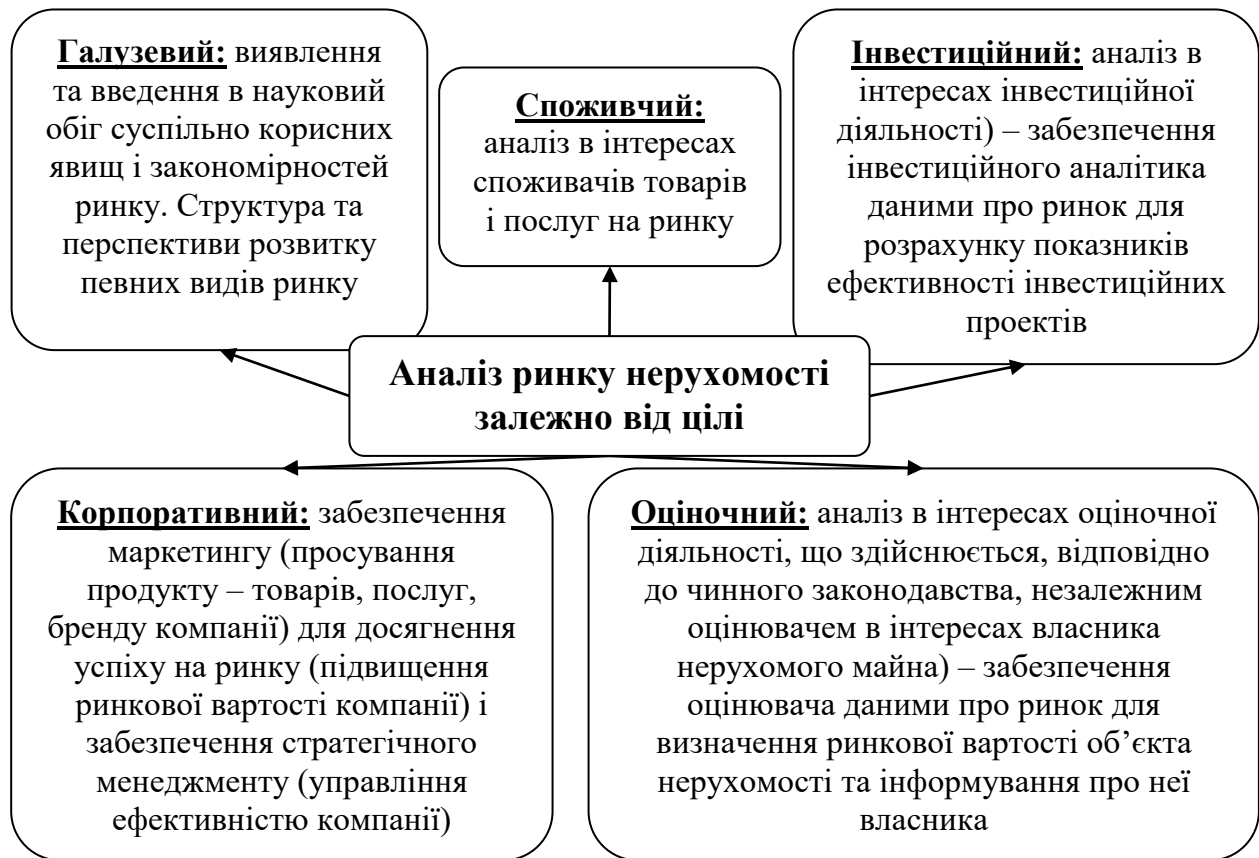 Галузевий: виявлення
та введення в науковий
обіг суспільно корисних
явищ і закономірностей
ринку. Структура та
перспективи розвитку
певних видів ринку
Споживчий:
аналіз в інтересах
споживачів товарів
і послуг на ринку
Інвестиційний: аналіз в
інтересах інвестиційної
діяльності) – забезпечення
інвестиційного аналітика
даними про ринок для
розрахунку показників
ефективності інвестиційних
проектів
Аналіз ринку нерухомості
залежно від цілі
Корпоративний: забезпечення
маркетингу (просування
продукту – товарів, послуг,
бренду компанії) для досягнення
успіху на ринку (підвищення
ринкової вартості компанії) і
забезпечення стратегічного
менеджменту (управління
ефективністю компанії)
Оціночний: аналіз в інтересах оціночної
діяльності, що здійснюється, відповідно
до чинного законодавства, незалежним
оцінювачем в інтересах власника
нерухомого майна) – забезпечення
оцінювача даними про ринок для
визначення ринкової вартості об’єкта
нерухомості та інформування про неї
власника